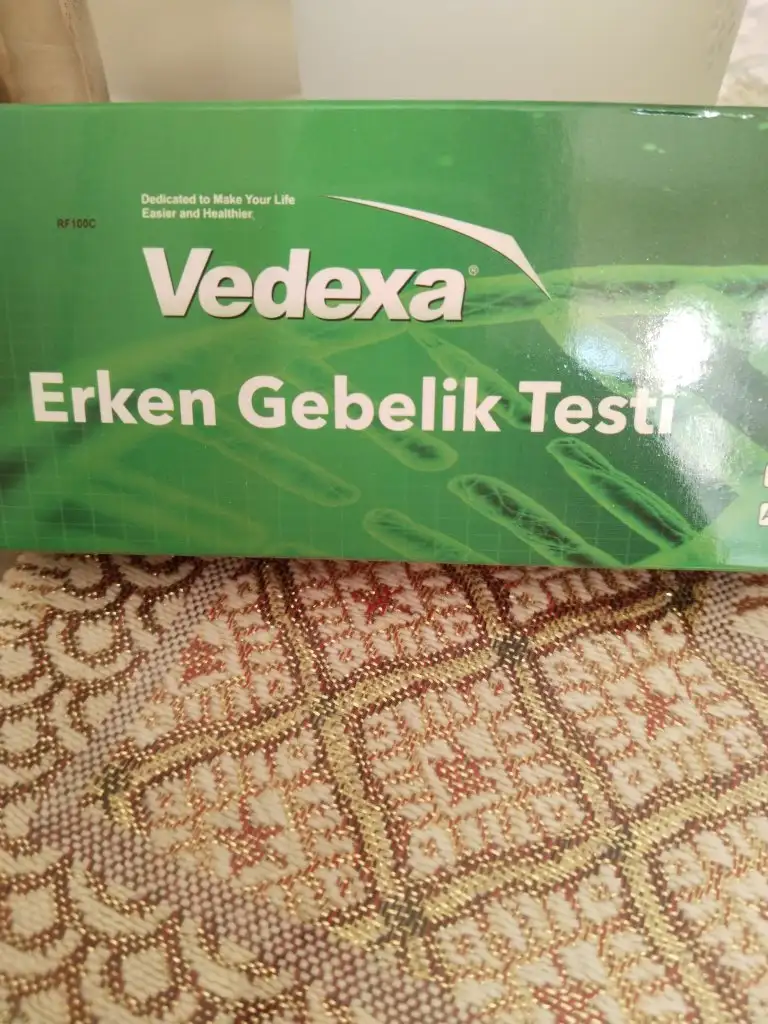 Dedicated to Make Your Life
Easier and Healthier.
RF100C
Vedexa®
Erken Gebelik Testi